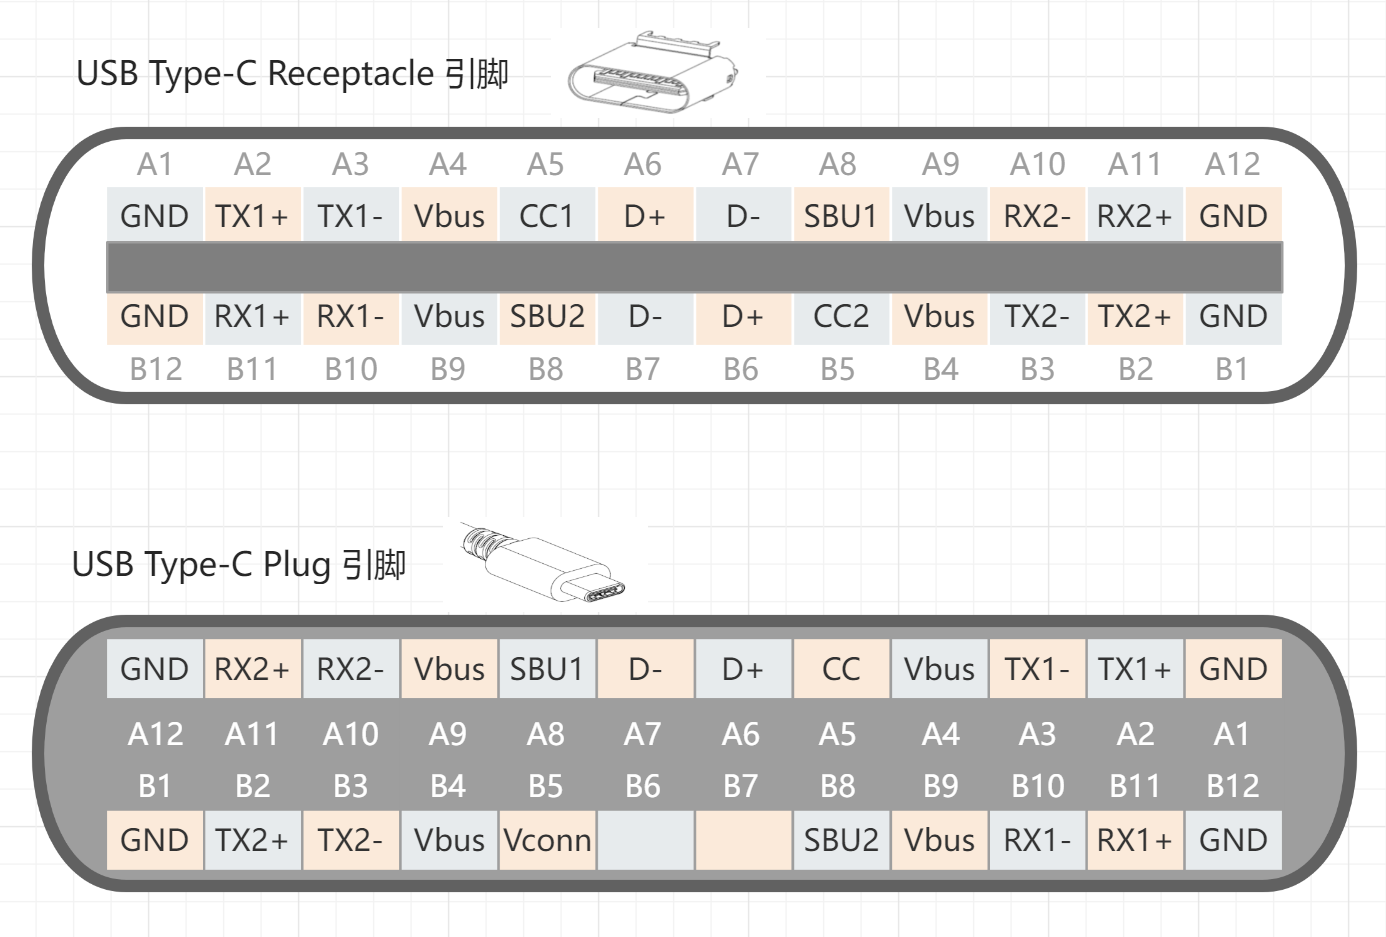 USB Type-C Receptacle 引脚
A1 A2 A3 A4 A5 A6 A7 A8 A9 A10 A11 A12
GND TX1+ TX1- Vbus CC1 D+ D- SBU1 Vbus RX2- RX2+ GND
GND RX1+ RX1- Vbus SBU2 D- D+ CC2 Vbus TX2- TX2+ GND
B12 B11 B10 B9 B8 B7 B6 B5 B4 B3 B2 B1
USB Type-C Plug 引脚
GND RX2+ RX2- Vbus SBU1 D- D+ CC Vbus TX1- TX1+ GND
A12 A11 A10 A9 A8 A7 A6 A5 A4 A3 A2 A1
B1 B2 B3 B4 B5 B6 B7 B8 B9 B10 B11 B12
GND TX2+ TX2- Vbus Vconn SBU2 Vbus RX1- RX1+ GND